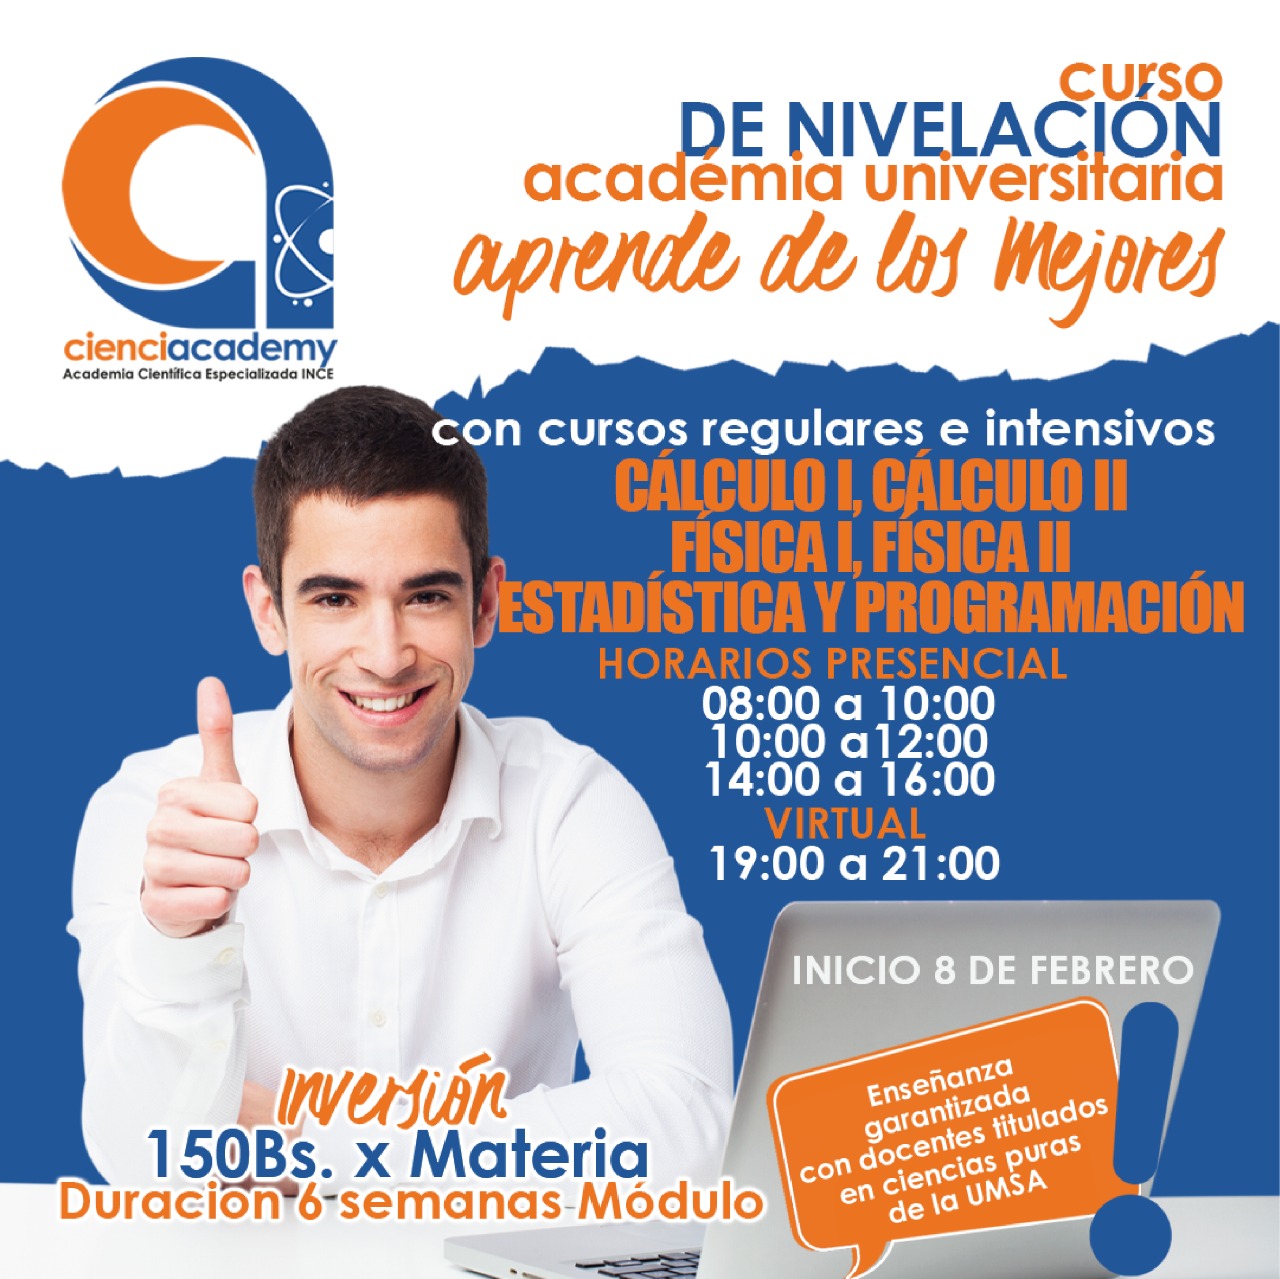 cienciacademy
Academia Científica Especializada INCE
curso
DE NIVELACIÓN
académia universitaria
aprende de los Mejores
con cursos regulares e intensivos
CÁLCULO I, CÁLCULO II
FÍSICA I, FÍSICA II
ESTADÍSTICA Y PROGRAMACIÓN
HORARIOS PRESENCIAL
08:00 a 10:00
10:00 a12:00
14:00 a 16:00
VIRTUAL
19:00 a 21:00
INICIO 8 DE FEBRERO
Enseñanza
garantizada
con docentes titulados
en ciencias puras
de la UMSA
!
Inversión
150Bs. x Materia
Duracion 6 semanas Módulo